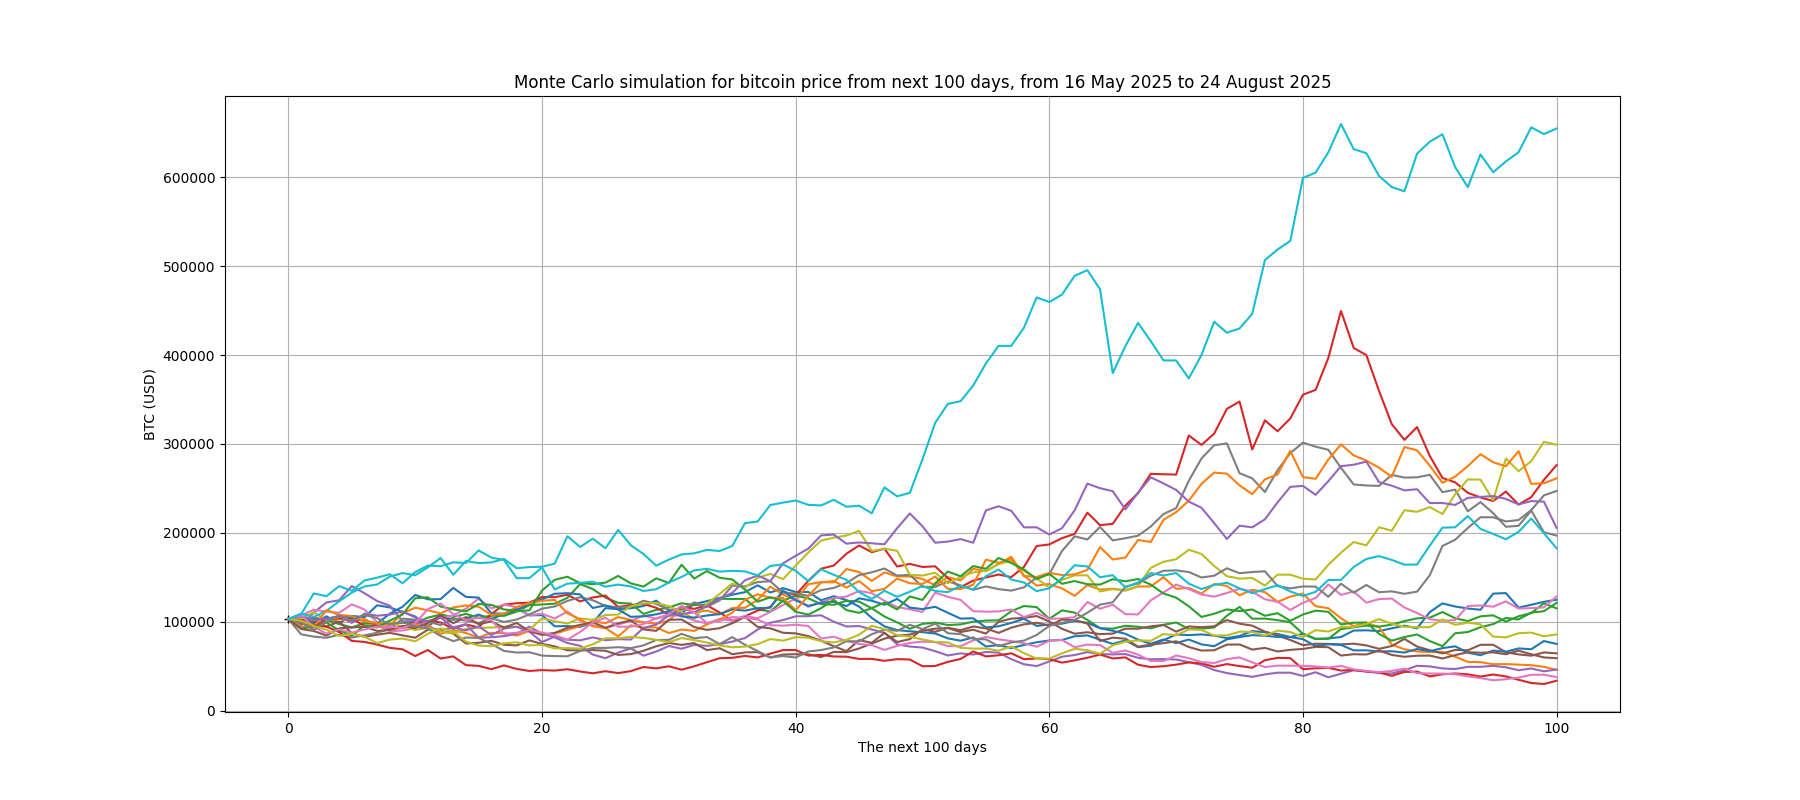 Monte Carlo simulation for bitcoin price from next 100 days, from 16 May 2025 to 24 August 2025
BTC (USD)
600000
500000
400000
300000
200000
100000
0
0 20 40 60 80 100
The next 100 days